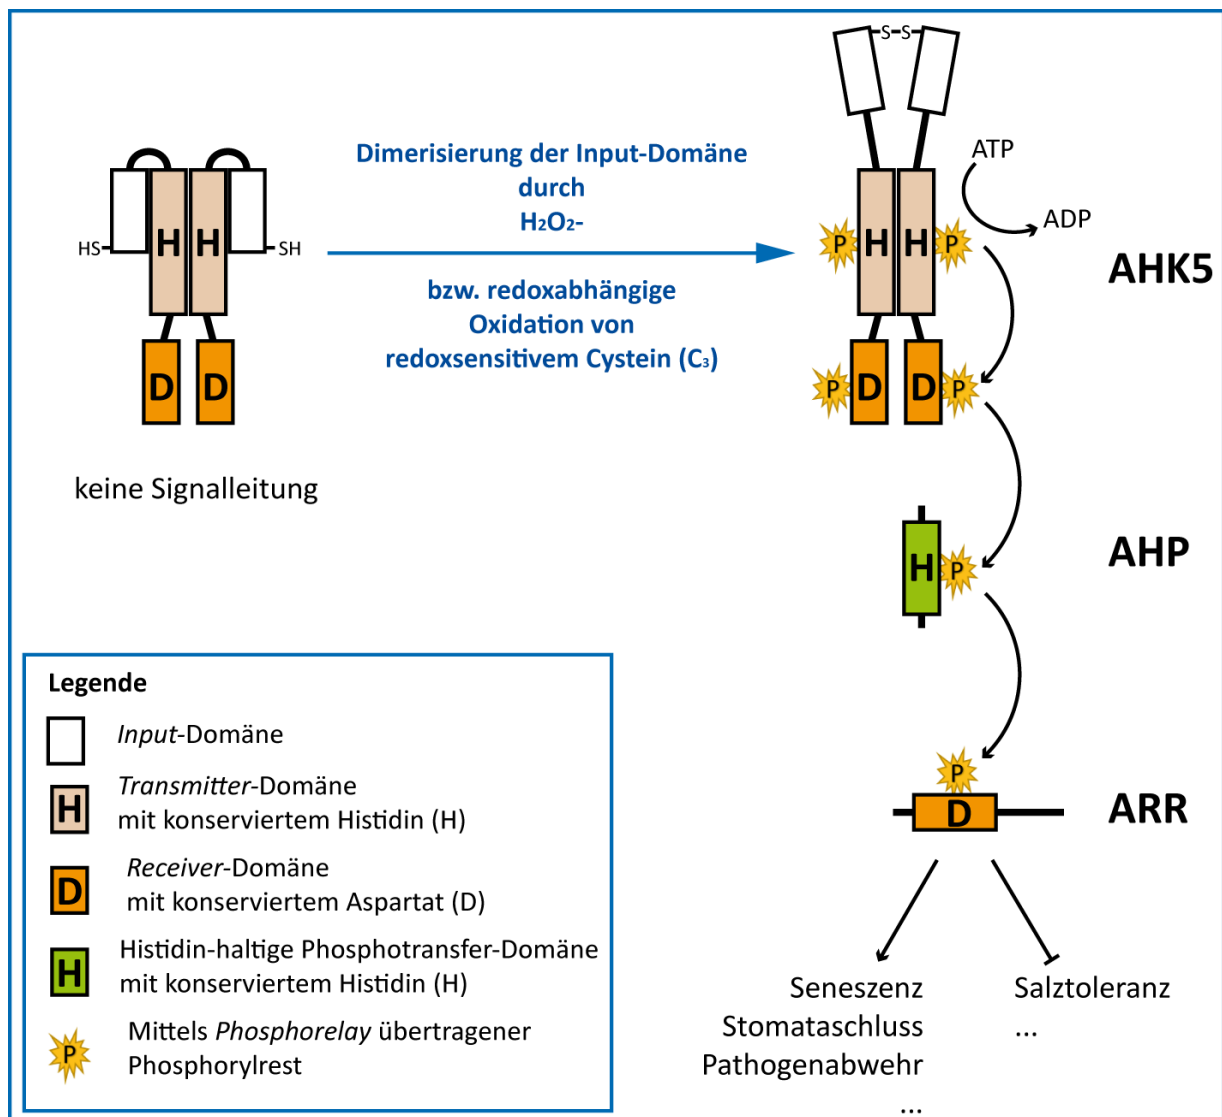 S-S
HS
H
H
SH
D
D
keine Signalleitung
Dimerisierung der Input-Domäne
durch
H₂O₂-
bzw. redoxabhängige
Oxidation von
redoxsensitivem Cystein (C₃)
ATP
ADP
P
H
H
P
AHK5
P
D
D
P
H
P
AHP
P
D
ARR
Seneszenz
Stomataschluss
Pathogenabwehr
...
Salztoleranz
...
Legende
Input-Domäne
H
Transmitter-Domäne
mit konserviertem Histidin (H)
D
Receiver-Domäne
mit konserviertem Aspartat (D)
H
Histidin-haltige Phosphotransfer-Domäne
mit konserviertem Histidin (H)
P
Mittels Phosphorelay übertragener
Phosphorylrest